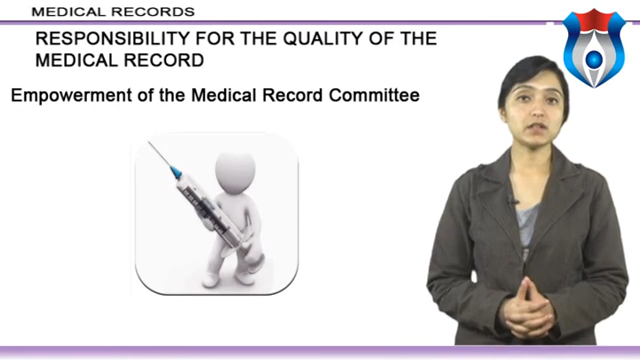 MEDICAL RECORDS
RESPONSIBILITY FOR THE QUALITY OF THE
MEDICAL RECORD
Empowerment of the Medical Record Committee